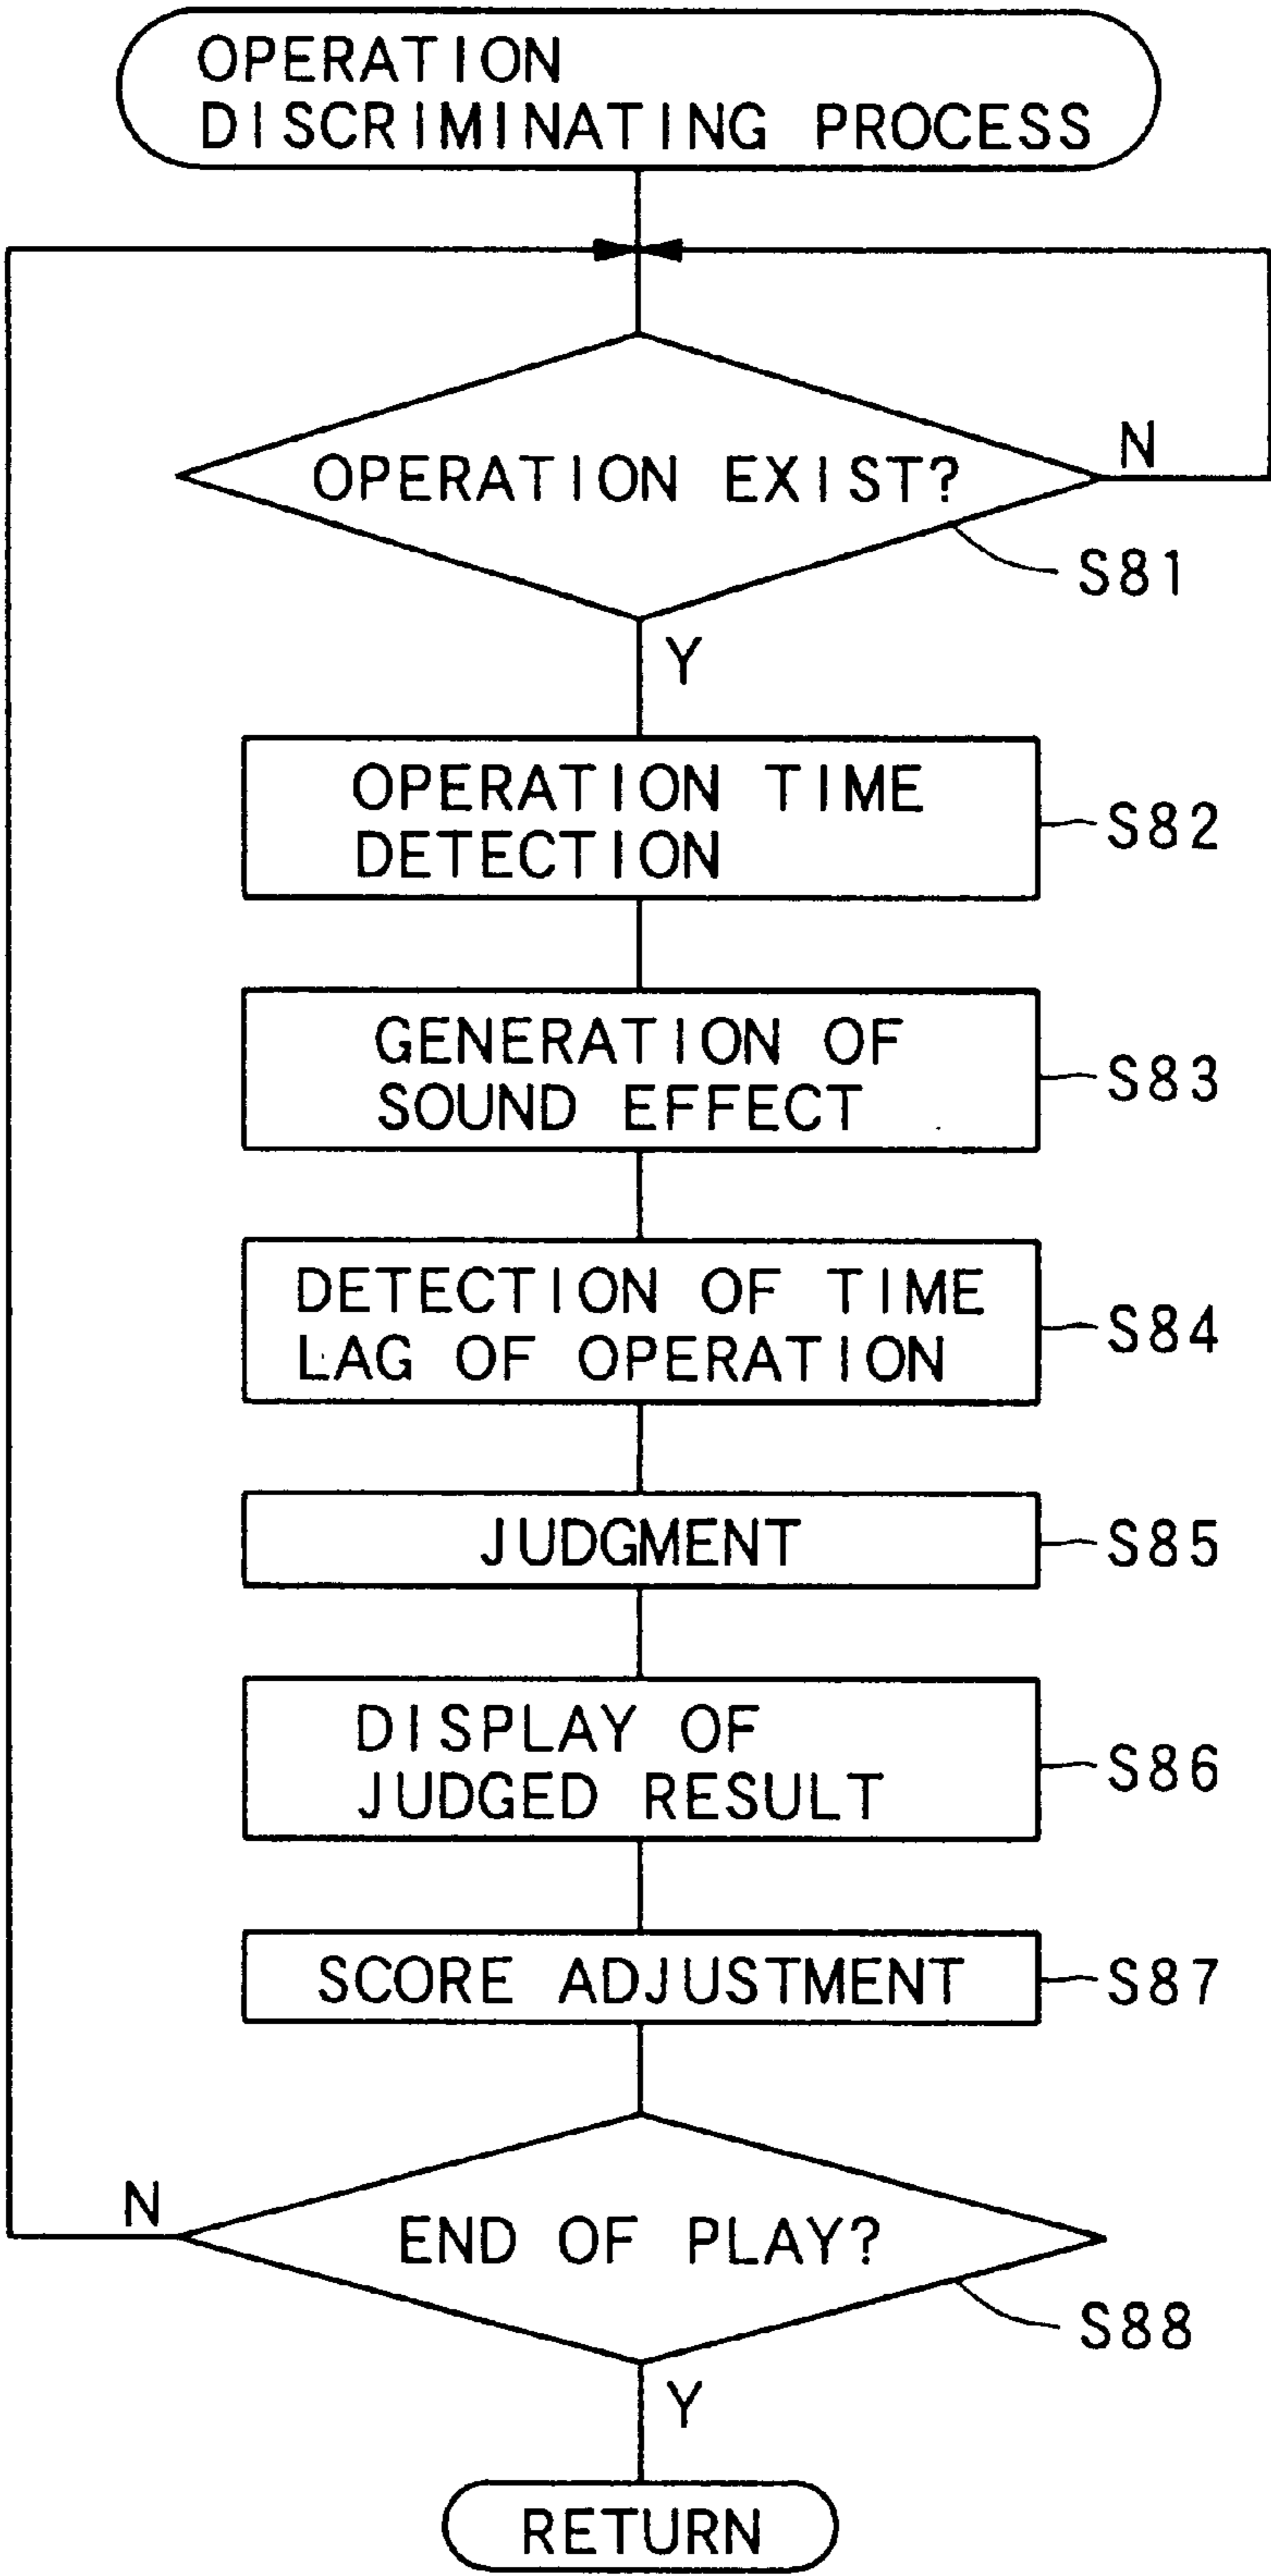 OPERATION
DISCRIMINATING PROCESS
OPERATION EXIST?
N
S81
Y
OPERATION TIME
DETECTION
S82
GENERATION OF
SOUND EFFECT
S83
DETECTION OF TIME
LAG OF OPERATION
S84
JUDGMENT
S85
DISPLAY OF
JUDGED RESULT
S86
SCORE ADJUSTMENT
S87
N
END OF PLAY?
S88
Y
RETURN